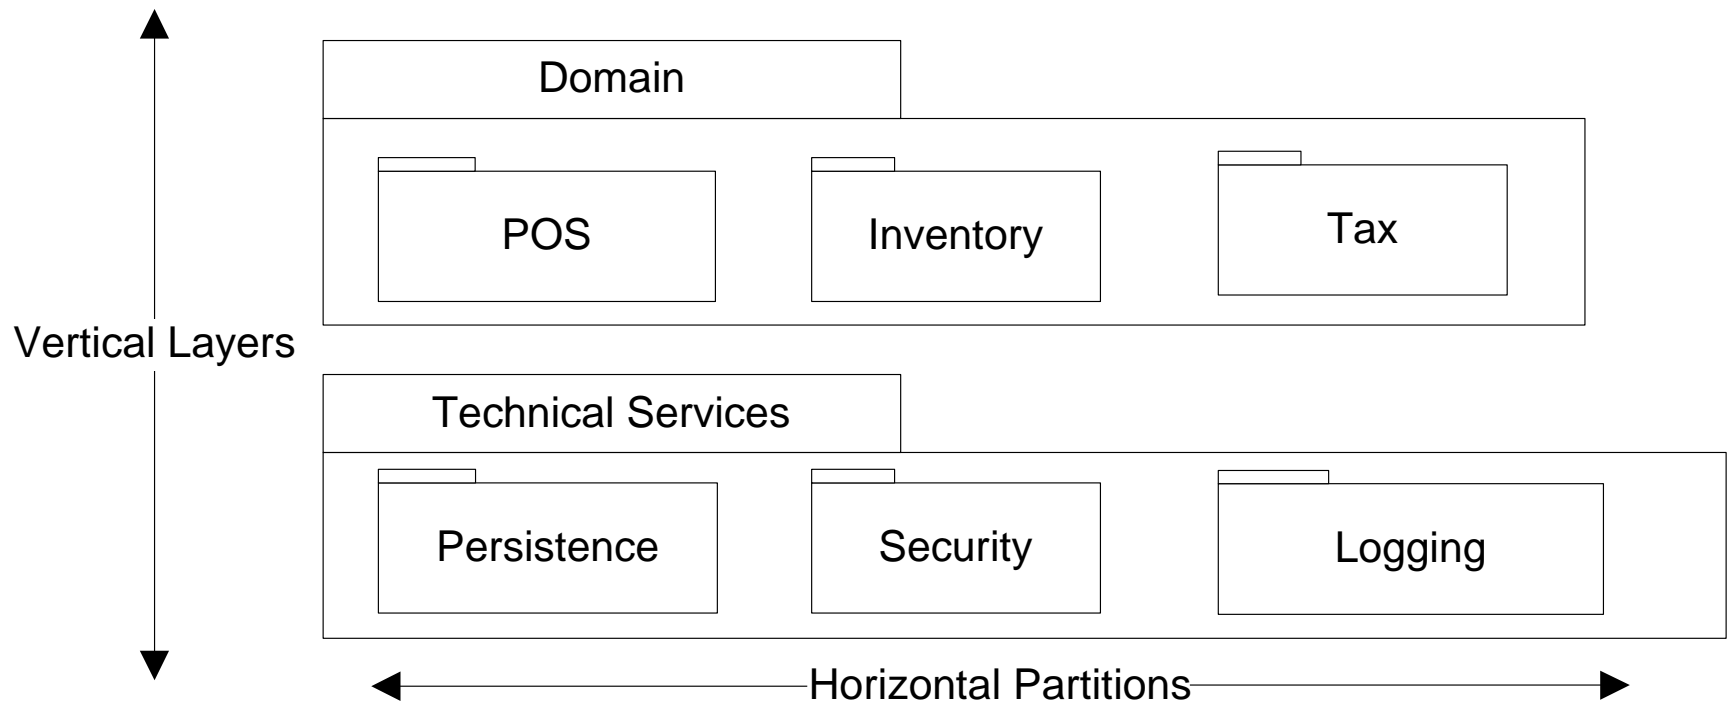 Domain
POS
Inventory
Tax
Vertical Layers
Technical Services
Persistence
Security
Logging
Horizontal Partitions